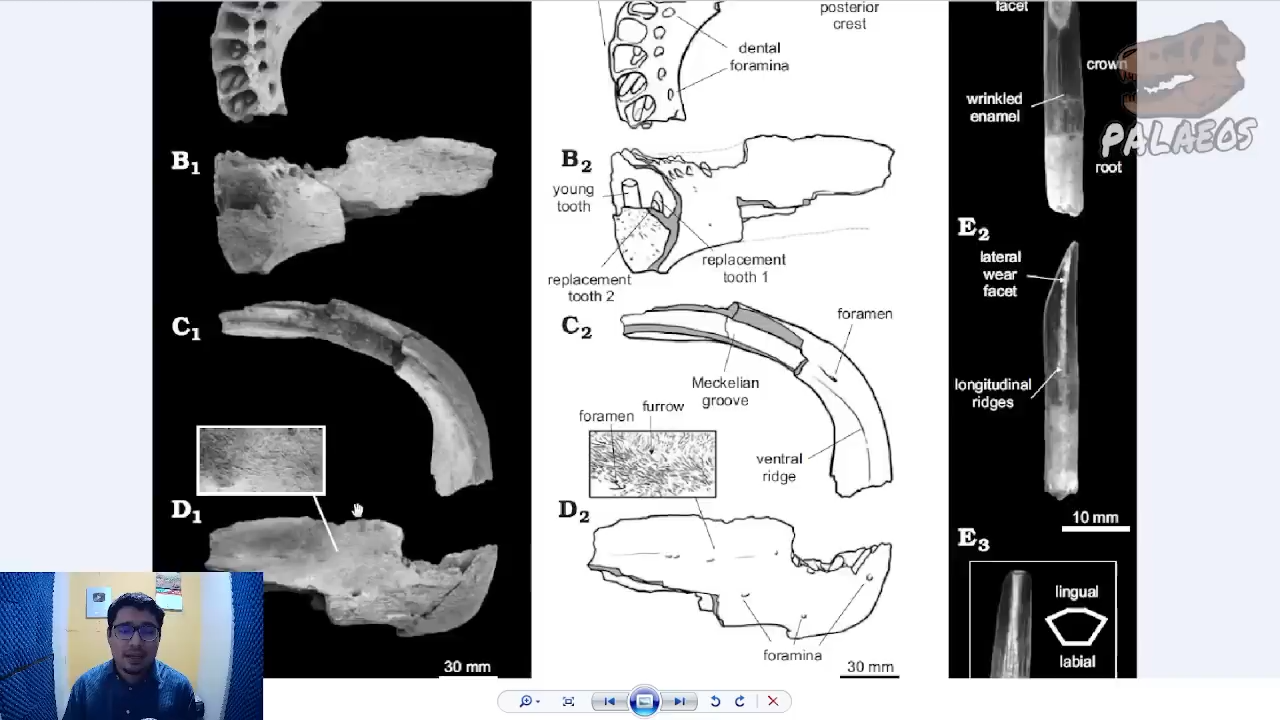 posterior
crest
dental
foramina
B₁
B₂
young
tooth
replacement
tooth 1
replacement
tooth 2
C₁
C₂
foramen
Meckelian
groove
foramen
furrow
ventral
ridge
D₁
D₂
foramina
30 mm
30 mm
facet
crown
wrinkled
enamel
root
PALAEOS
E₂
lateral
wear
facet
longitudinal
ridges
10 mm
E₃
lingual
labial